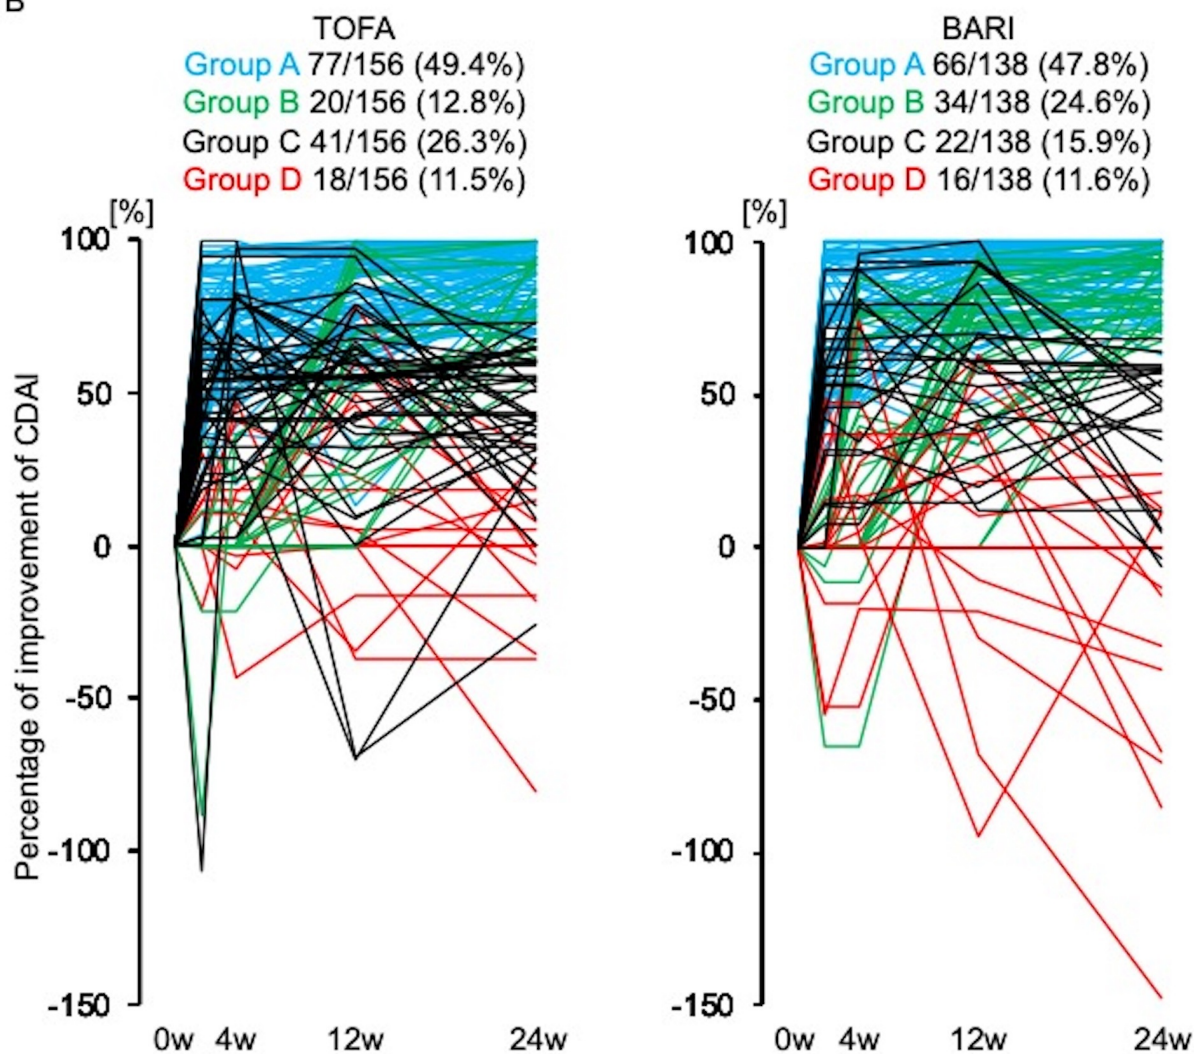 B
TOFA
Group A 77/156 (49.4%)
Group B 20/156 (12.8%)
Group C 41/156 (26.3%)
Group D 18/156 (11.5%)
[%]
100
50
0
-50
-100
-150
Percentage of improvement of CDAI
0w 4w 12w 24w
BARI
Group A 66/138 (47.8%)
Group B 34/138 (24.6%)
Group C 22/138 (15.9%)
Group D 16/138 (11.6%)
[%]
100
50
0
-50
-100
-150
0w 4w 12w 24w